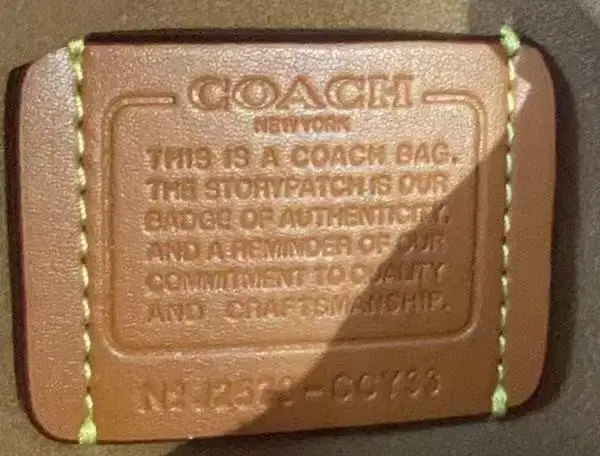 COACH
NEW YORK
THIS IS A COACH BAG.
THE STORYPATCH IS OUR
BADGE OF AUTHENTICITY,
AND A REMINDER OF OUR
COMMITMENT TO QUALITY
AND CRAFTSMANSHIP.